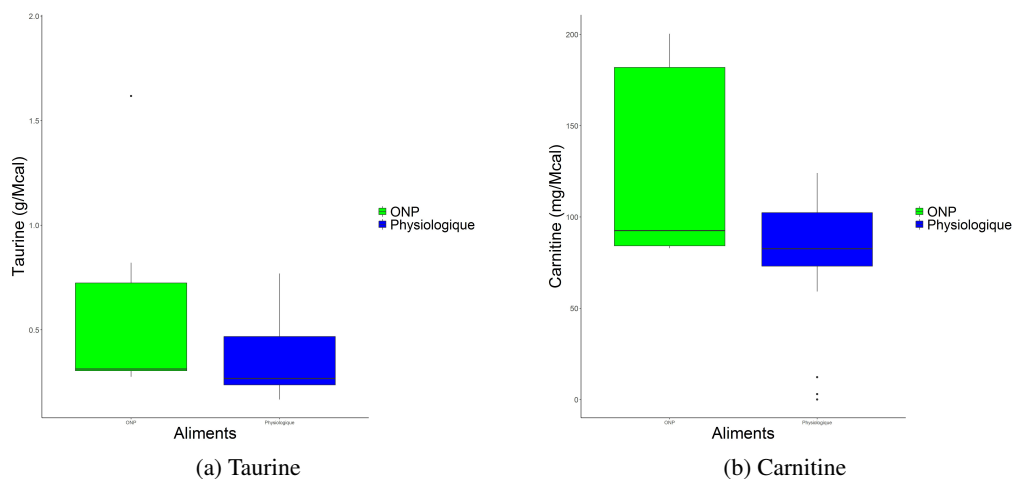 2.0
1.5
1.0
0.5
Taurine (g/Mcal)
ONP
Physiologique
Aliments
ONP
Physiologique
(a) Taurine
200
150
100
50
0
Carnitine (mg/Mcal)
ONP
Physiologique
Aliments
ONP
Physiologique
(b) Carnitine